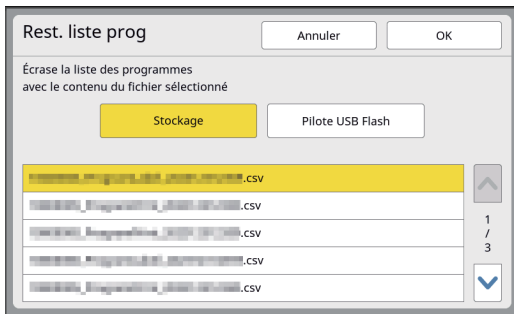 Rest. liste prog
Annuler
OK
Écrase la liste des programmes
avec le contenu du fichier sélectionné
Stockage
Pilote USB Flash
.csv
.csv
.csv
.csv
.csv
1
/
3